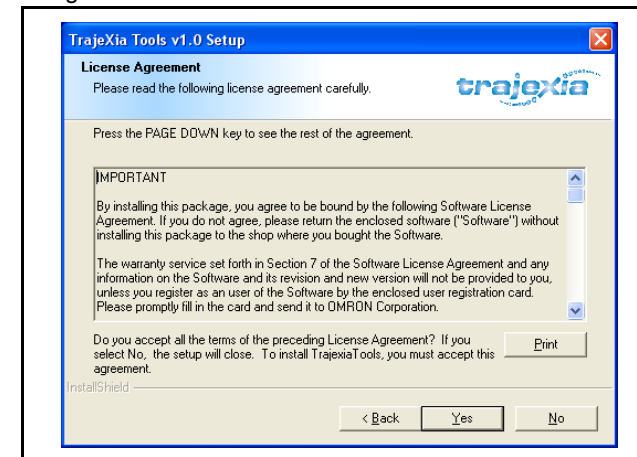 TrajeXia Tools v1.0 Setup
License Agreement
Please read the following license agreement carefully.
trajexia
Press the PAGE DOWN key to see the rest of the agreement.
IMPORTANT
By installing this package, you agree to be bound by the following Software License
Agreement. If you do not agree, please return the enclosed software ("Software") without
installing this package to the shop where you bought the Software.
The warranty service set forth in Section 7 of the Software License Agreement and any
information on the Software and its revision and new version will not be provided to you,
unless you register as an user of the Software by the enclosed user registration card.
Please promptly fill in the card and send it to OMRON Corporation.
Do you accept all the terms of the preceding License Agreement? If you
select No, the setup will close. To install TrajexiaTools, you must accept this
agreement.
Print
InstallShield
< Back
Yes
No